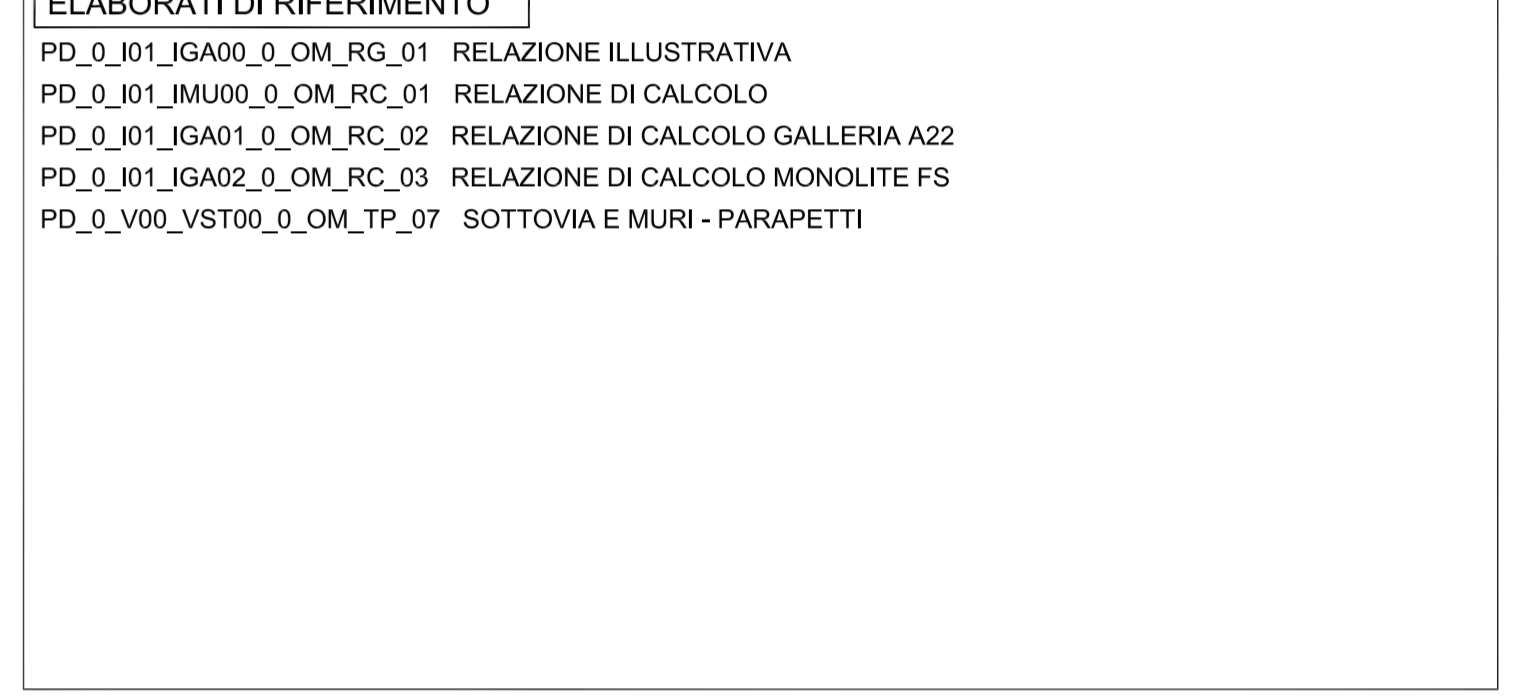 ELABORATI DI RIFERIMENTO
PD_0_I01_IGA00_0_OM_RG_01 RELAZIONE ILLUSTRATIVA
PD_0_I01_IMU00_0_OM_RC_01 RELAZIONE DI CALCOLO
PD_0_I01_IGA01_0_OM_RC_02 RELAZIONE DI CALCOLO GALLERIA A22
PD_0_I01_IGA02_0_OM_RC_03 RELAZIONE DI CALCOLO MONOLITE FS
PD_0_V00_VST00_0_OM_TP_07 SOTTOVIA E MURI - PARAPETTI